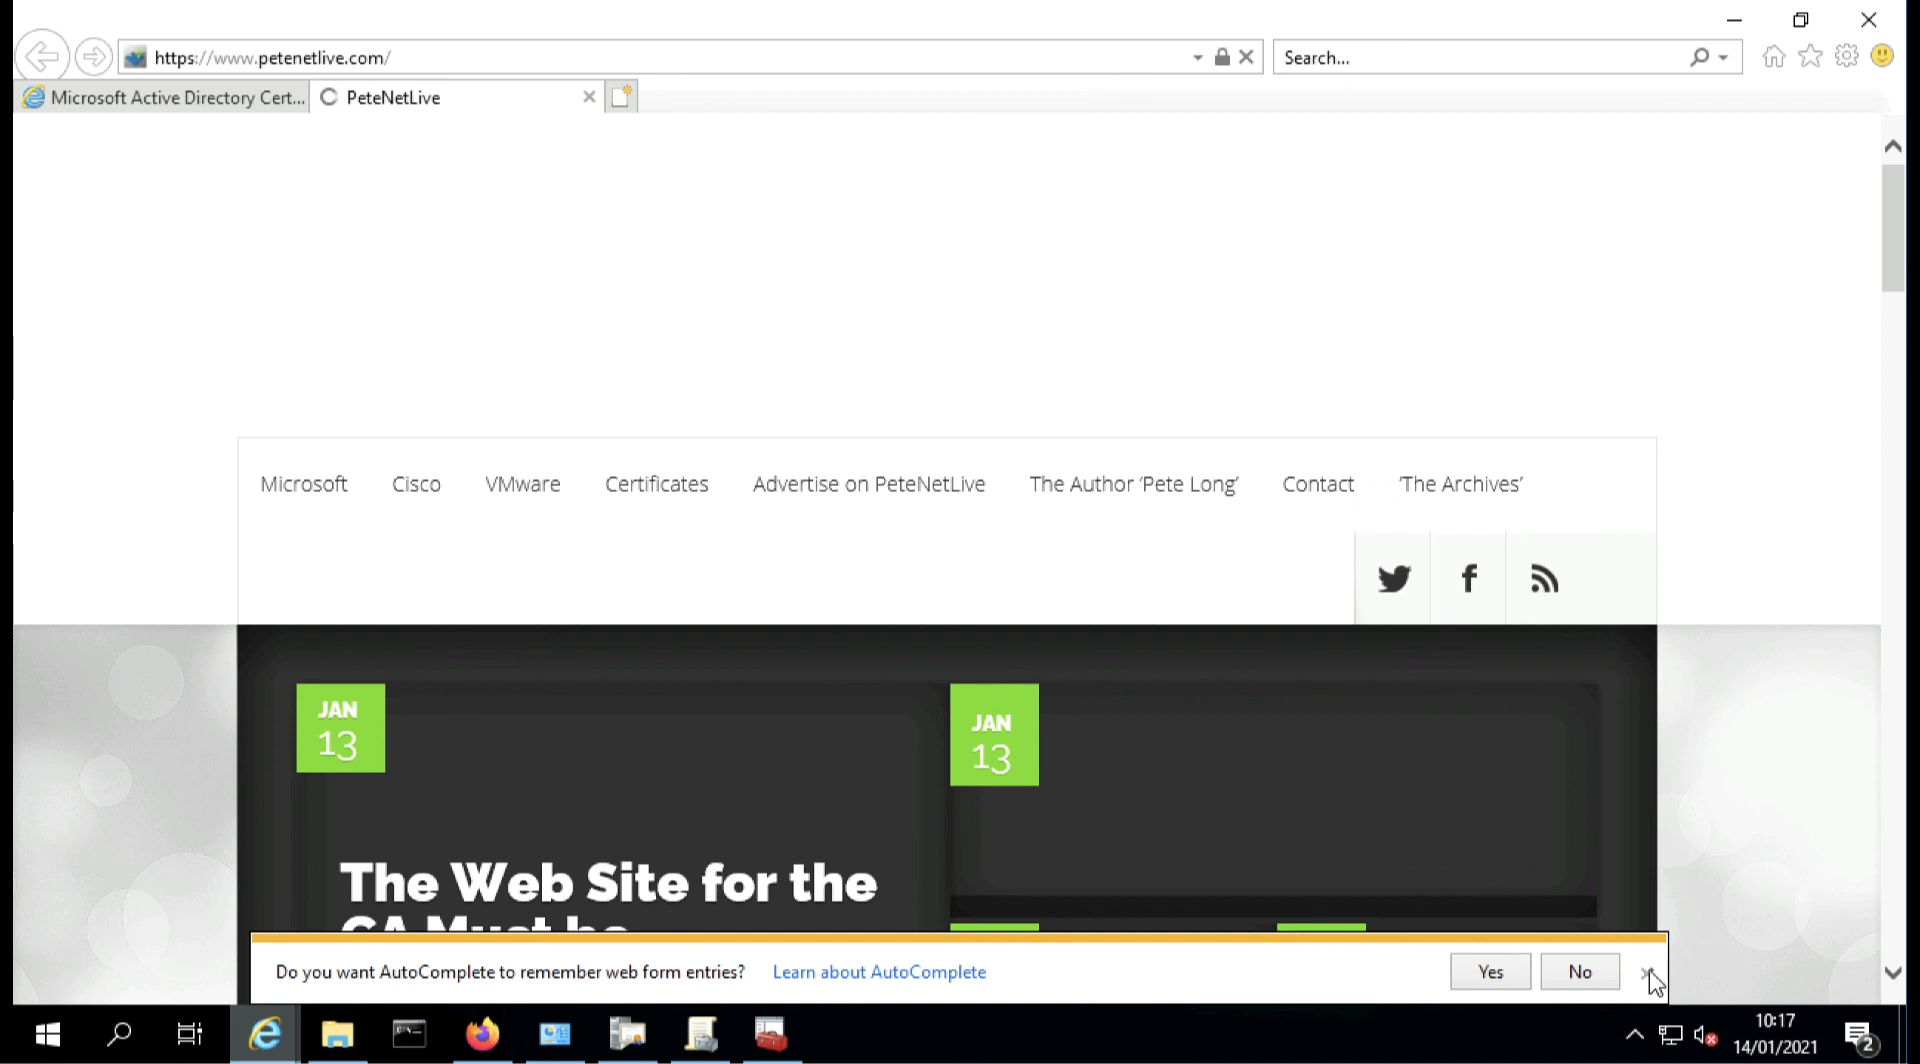 https://www.petenetlive.com/
Search...
Microsoft Active Directory Cert...
PeteNetLive
Microsoft
Cisco
VMware
Certificates
Advertise on PeteNetLive
The Author ‘Pete Long’
Contact
‘The Archives’
JAN
13
JAN
13
The Web Site for the
CA Must be
Do you want AutoComplete to remember web form entries?
Learn about AutoComplete
Yes
No
10:17
14/01/2021
2